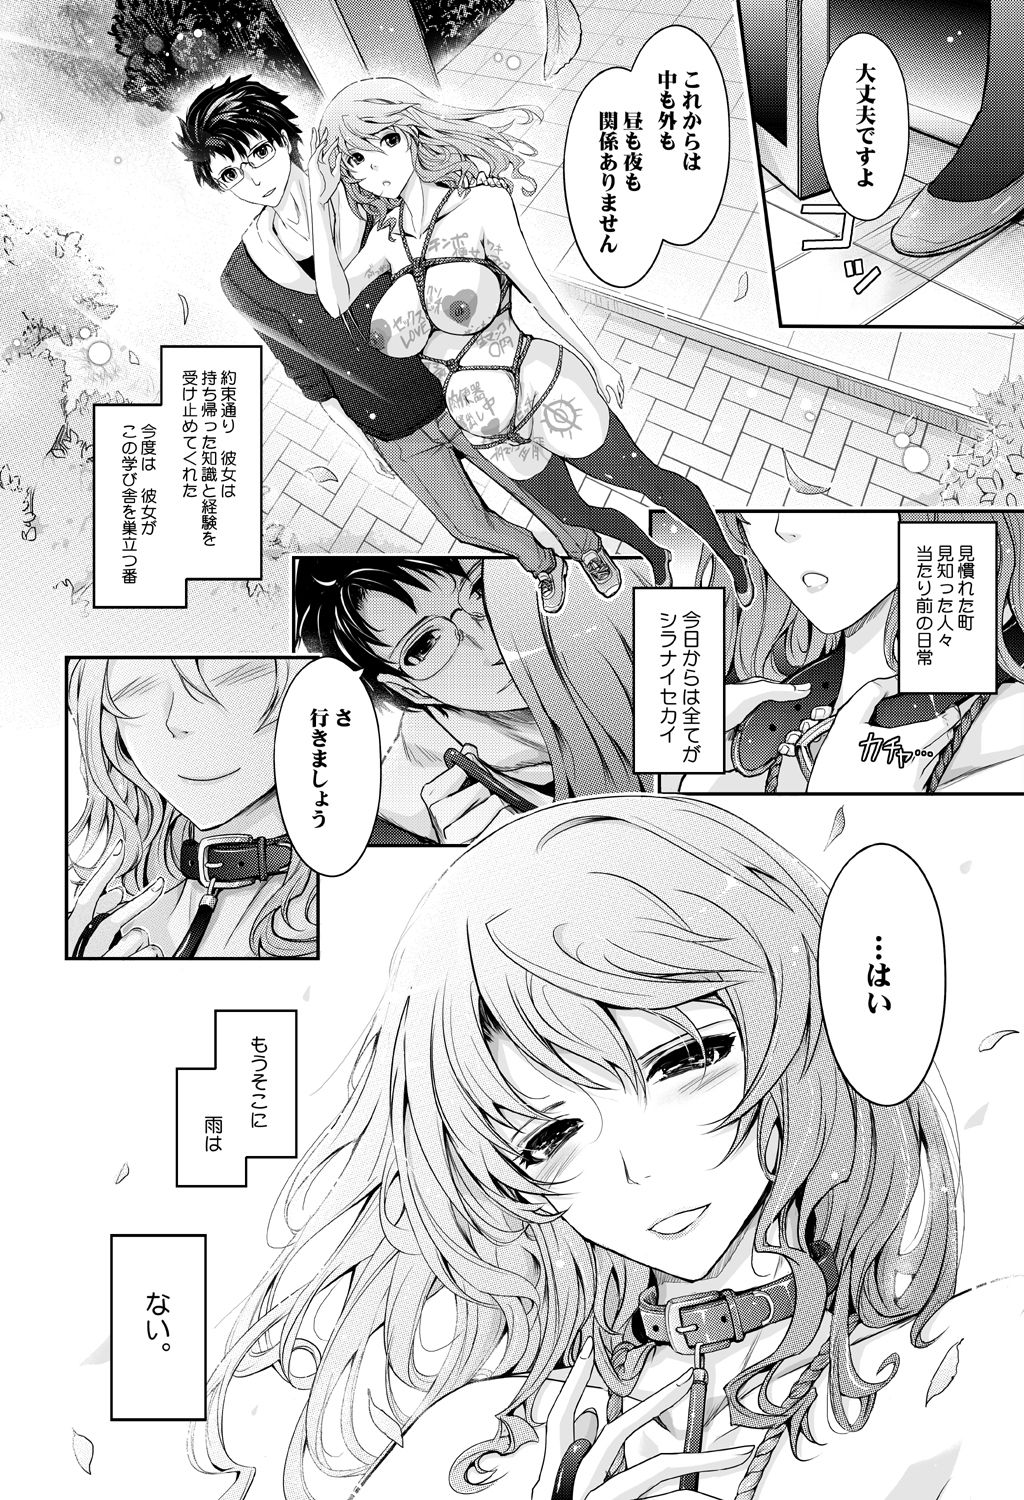 大丈夫ですよ
コッ
これからは
中も外も
昼も夜も
関係ありません
約束通り 彼女は
持ち帰った知識と経験を
受け止めてくれた
今度は 彼女が
この学び舎を巣立つ番
見慣れた町
見知った人々
当たり前の日常
カチャ…
今日からは全てが
シラナイセカイ
さ
行きましょう
…はい
もうそこに
雨は
ない。